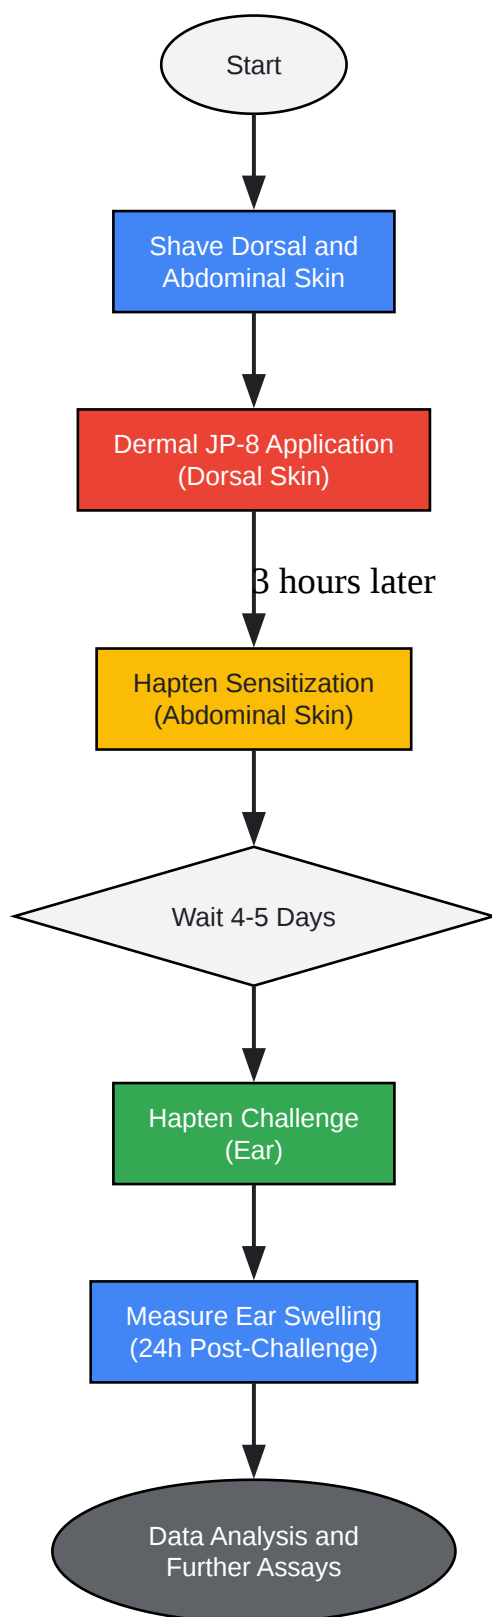 Start
Shave Dorsal and
Abdominal Skin
Dermal JP-8 Application
(Dorsal Skin)
3 hours later
Hapten Sensitization
(Abdominal Skin)
Wait 4-5 Days
Hapten Challenge
(Ear)
Measure Ear Swelling
(24h Post-Challenge)
Data Analysis and
Further Assays